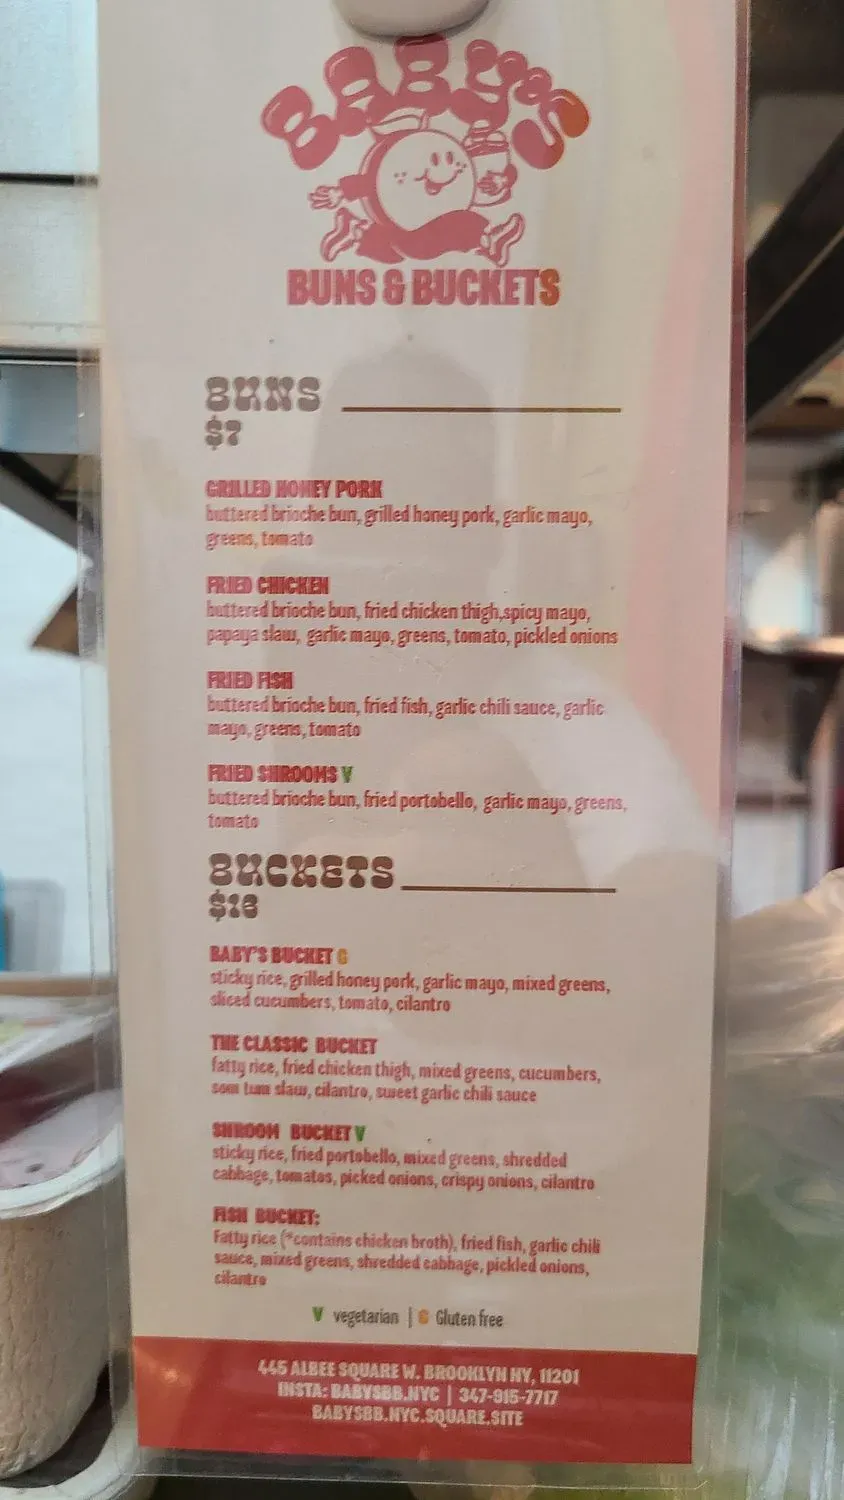 BABY'S
BUNS & BUCKETS
BUNS
$7
GRILLED HONEY PORK
buttered brioche bun, grilled honey pork, garlic mayo,
greens, tomato
FRIED CHICKEN
buttered brioche bun, fried chicken thigh,spicy mayo,
papaya slaw, garlic mayo, greens, tomato, pickled onions
FRIED FISH
buttered brioche bun, fried fish, garlic chili sauce, garlic
mayo, greens, tomato
FRIED SHROOMS V
buttered brioche bun, fried portobello, garlic mayo, greens,
tomato
BUCKETS
$16
BABY'S BUCKET G
sticky rice, grilled honey pork, garlic mayo, mixed greens,
sliced cucumbers, tomato, cilantro
THE CLASSIC BUCKET
fatty rice, fried chicken thigh, mixed greens, cucumbers,
som tum slaw, cilantro, sweet garlic chili sauce
SHROOM BUCKET V
sticky rice, fried portobello, mixed greens, shredded
cabbage, tomatos, picked onions, crispy onions, cilantro
FISH BUCKET:
Fatty rice (*contains chicken broth), fried fish, garlic chili
sauce, mixed greens, shredded cabbage, pickled onions,
cilantro
V vegetarian | G Gluten free
445 ALBEE SQUARE W. BROOKLYN NY, 11201
INSTA: BABYSBB.NYC | 347-915-7717
BABYSBB.NYC.SQUARE.SITE